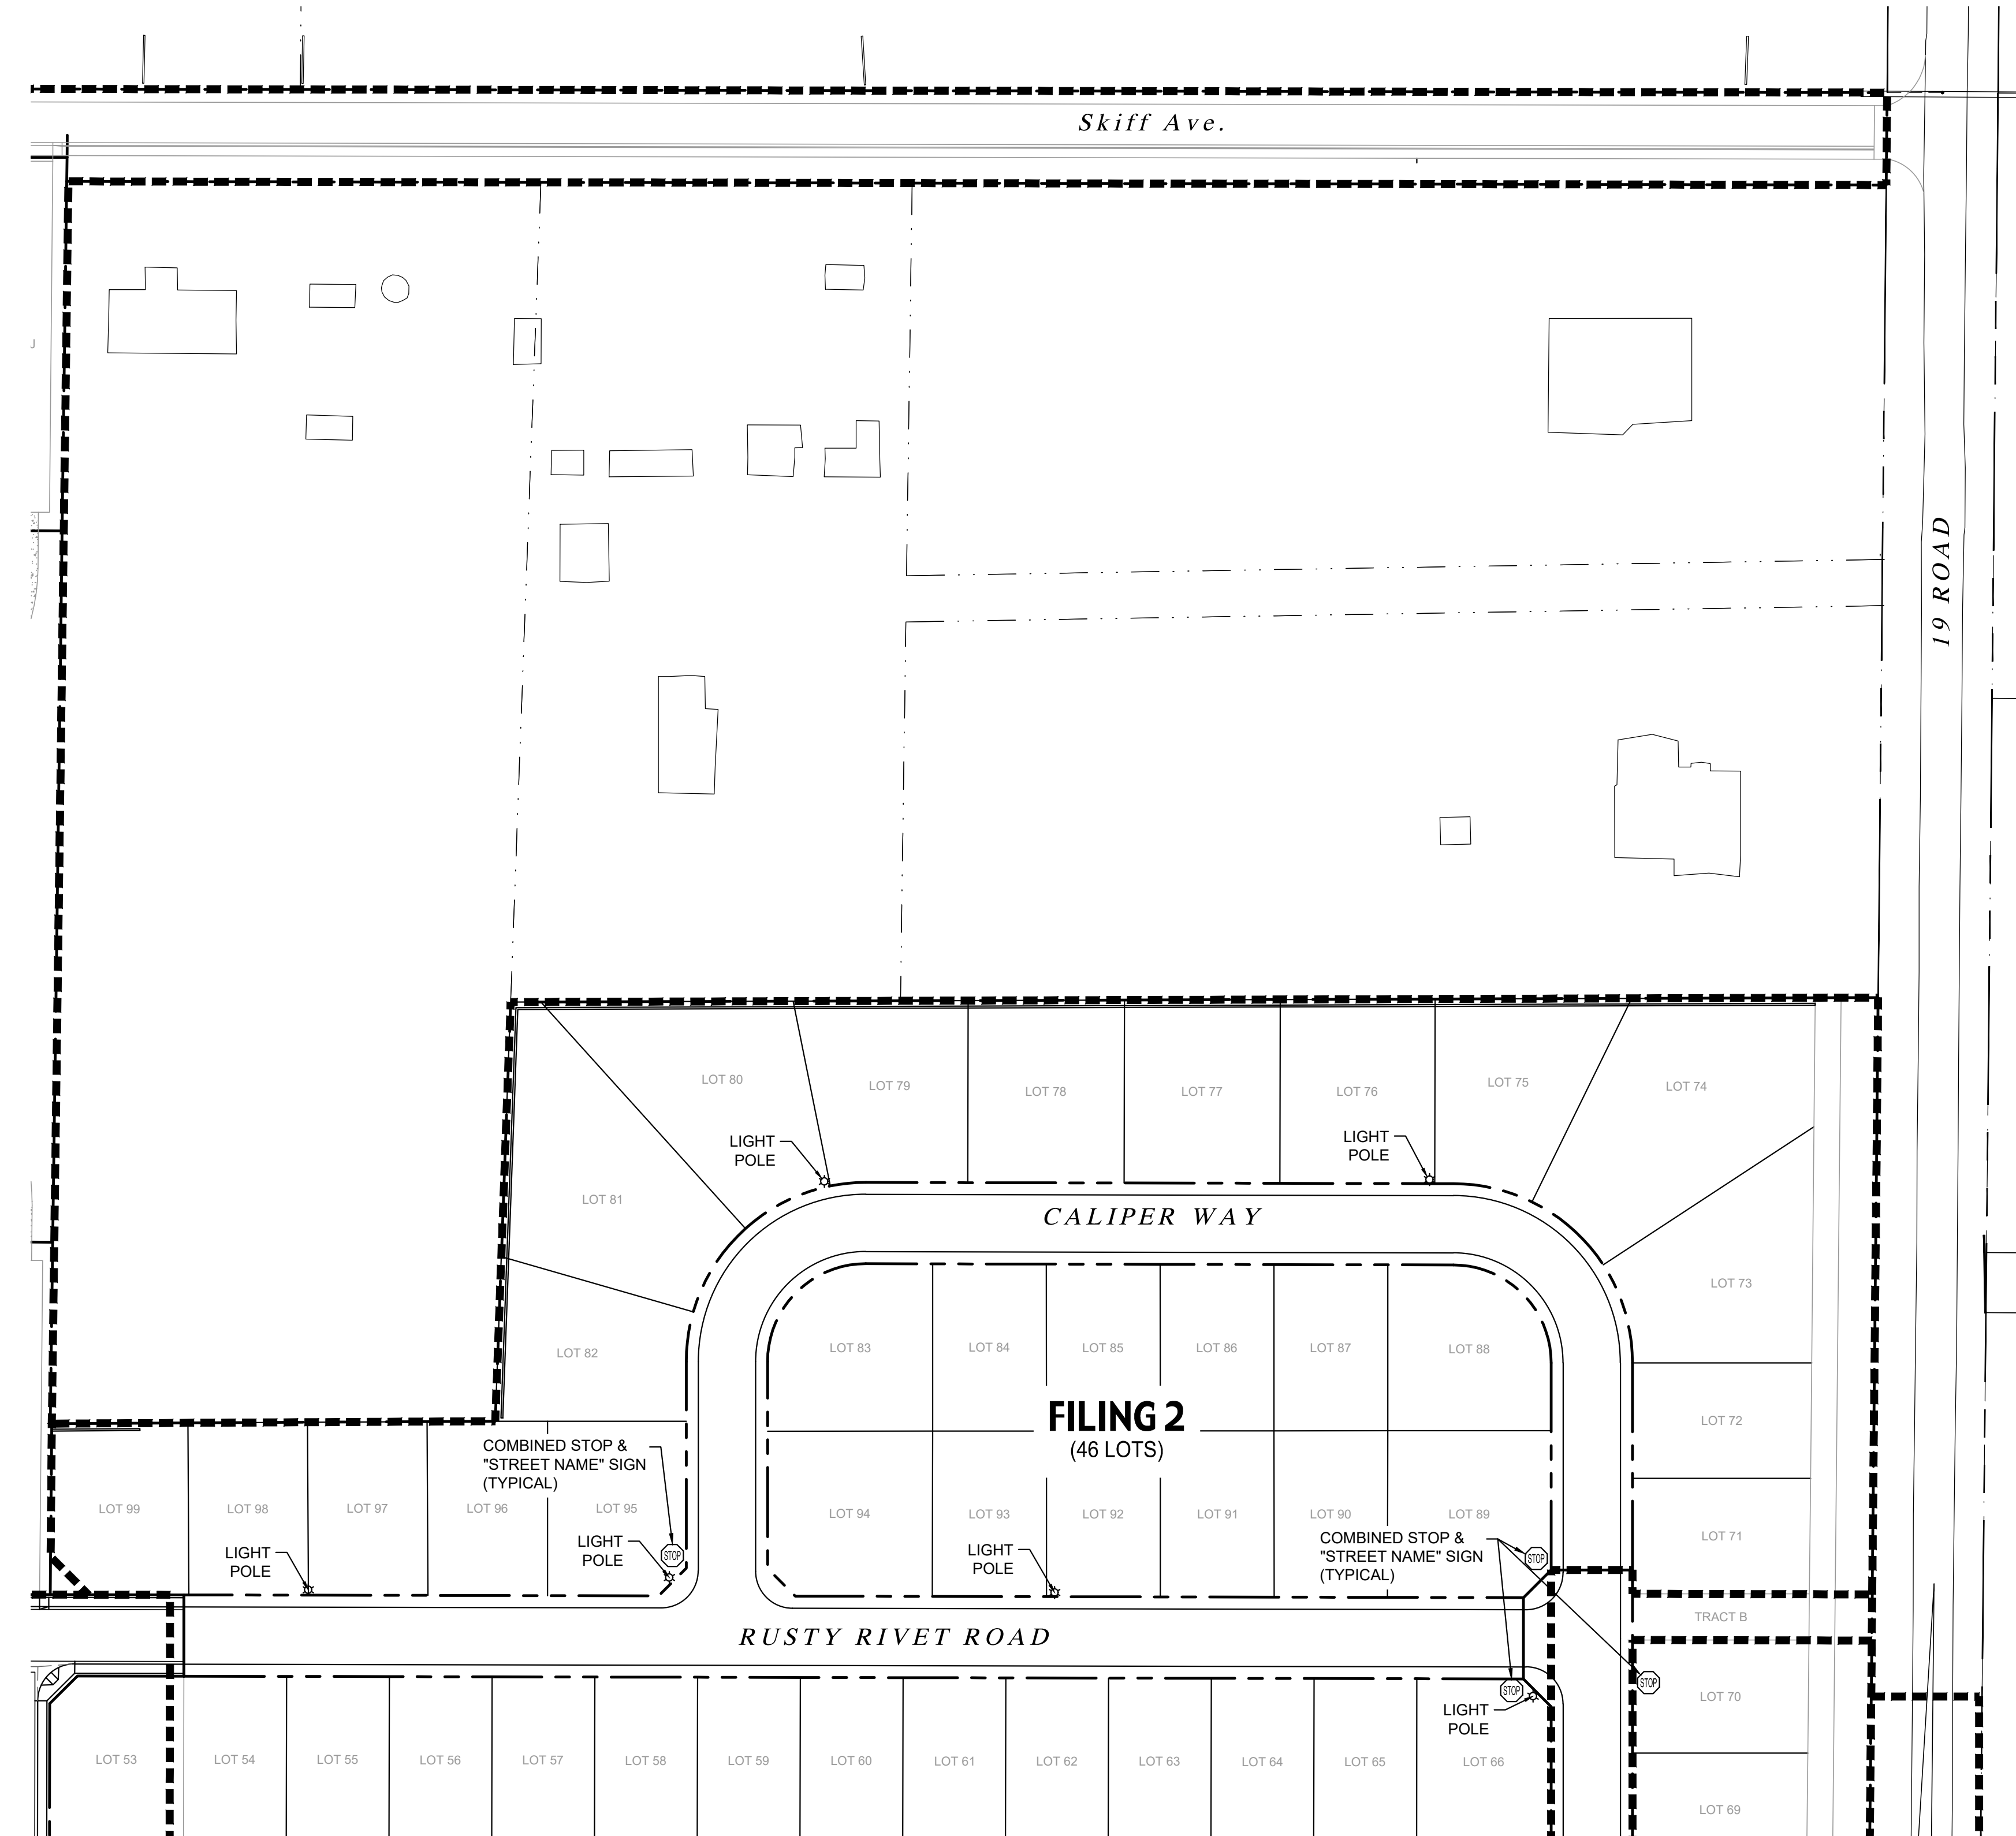 Skiff Ave.
J
19 ROAD
LOT 80
LOT 79
LOT 78
LOT 77
LOT 76
LOT 75
LOT 74
LIGHT
POLE
LIGHT
POLE
LOT 81
CALIPER WAY
LOT 73
LOT 82
LOT 83
LOT 84
LOT 85
LOT 86
LOT 87
LOT 88
FILING 2
(46 LOTS)
LOT 72
COMBINED STOP &
"STREET NAME" SIGN
(TYPICAL)
LOT 99
LOT 98
LOT 97
LOT 96
LOT 95
LOT 94
LOT 93
LOT 92
LOT 91
LOT 90
LOT 89
LOT 71
LIGHT
POLE
LIGHT
POLE
STOP
LIGHT
POLE
COMBINED STOP &
"STREET NAME" SIGN
(TYPICAL)
STOP
TRACT B
RUSTY RIVET ROAD
STOP
STOP
LOT 70
LIGHT
POLE
LOT 53
LOT 54
LOT 55
LOT 56
LOT 57
LOT 58
LOT 59
LOT 60
LOT 61
LOT 62
LOT 63
LOT 64
LOT 65
LOT 66
LOT 69